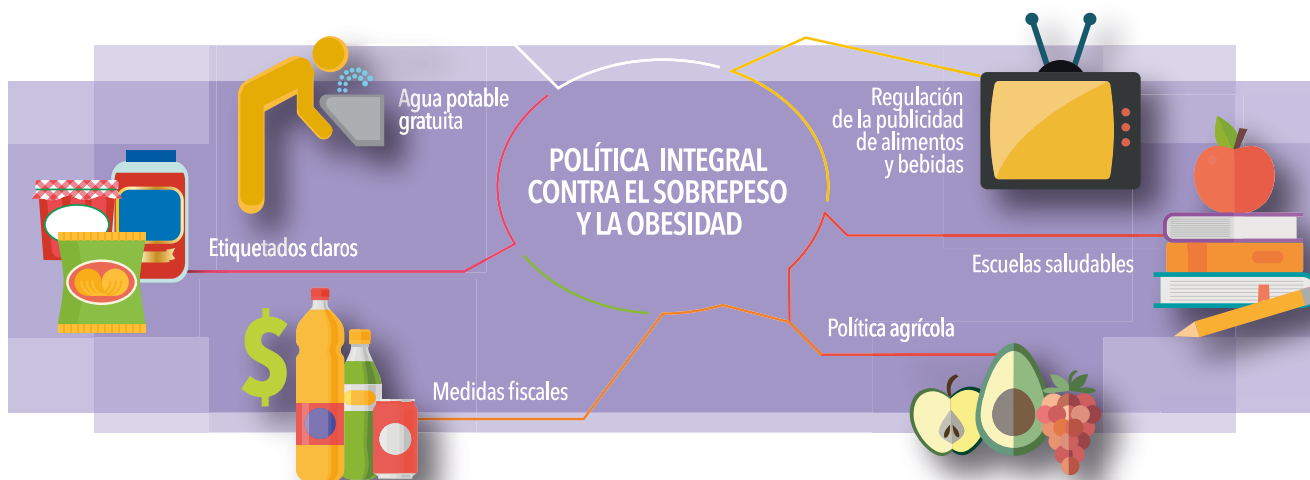 POLÍTICA INTEGRAL
CONTRA EL SOBREPESO
Y LA OBESIDAD
Agua potable
gratuita
Etiquetados claros
Medidas fiscales
Regulación
de la publicidad
de alimentos
y bebidas
Escuelas saludables
Política agrícola
$